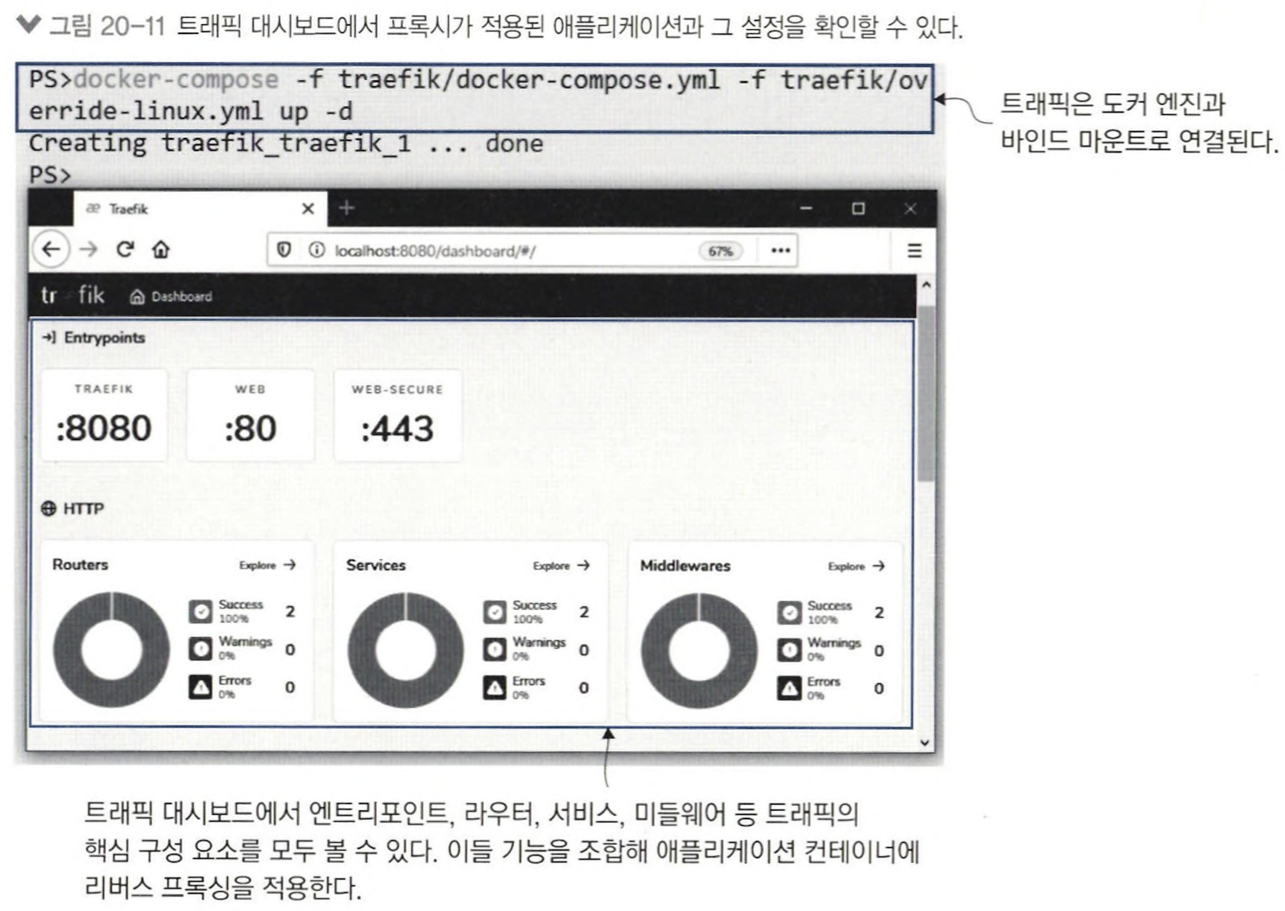 그림 20-11 트래픽 대시보드에서 프록시가 적용된 애플리케이션과 그 설정을 확인할 수 있다.
PS>docker-compose -f traefik/docker-compose.yml -f traefik/ov
erride-linux.yml up -d
Creating traefik_traefik_1 ... done
PS>
트래픽은 도커 엔진과
바인드 마운트로 연결된다.
æ Traefik
localhost:8080/dashboard/#/ 67%
tr fik Dashboard
Entrypoints
TRAEFIK WEB WEB-SECURE
:8080 :80 :443
HTTP
Routers Explore → Services Explore → Middlewares Explore →
Success 2 Success 2 Success 2
100% 100% 100%
Warnings 0 Warnings 0 Warnings 0
0% 0% 0%
Errors 0 Errors 0 Errors 0
0% 0% 0%
트래픽 대시보드에서 엔트리포인트, 라우터, 서비스, 미들웨어 등 트래픽의
핵심 구성 요소를 모두 볼 수 있다. 이들 기능을 조합해 애플리케이션 컨테이너에
리버스 프록싱을 적용한다.